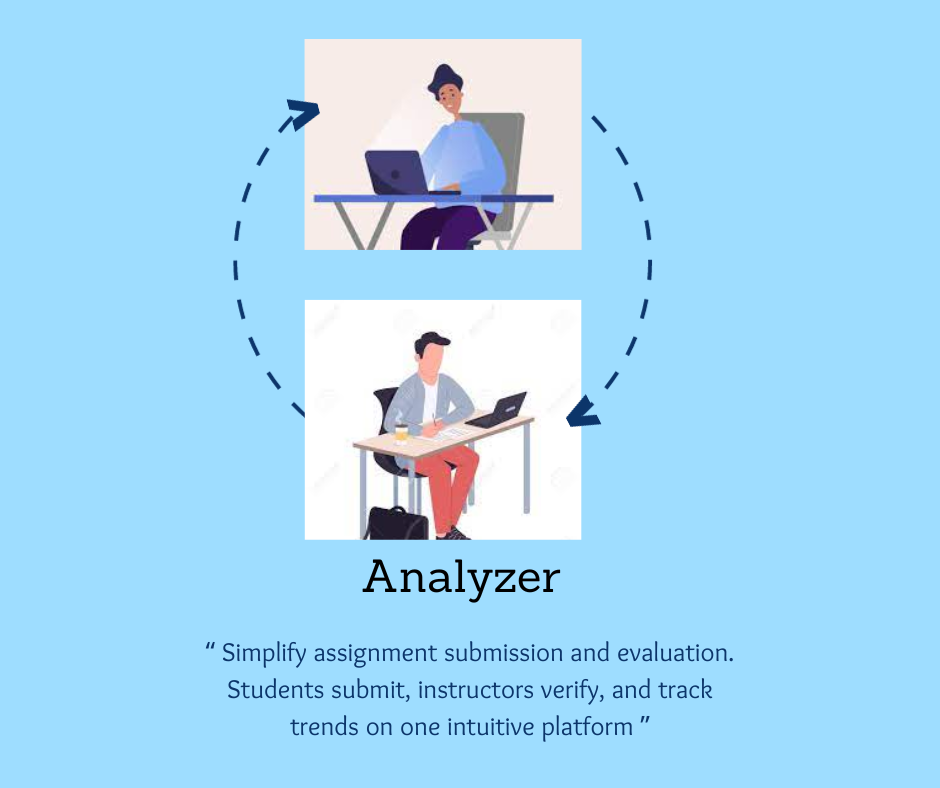 Analyzer
“ Simplify assignment submission and evaluation.
Students submit, instructors verify, and track
trends on one intuitive platform ”